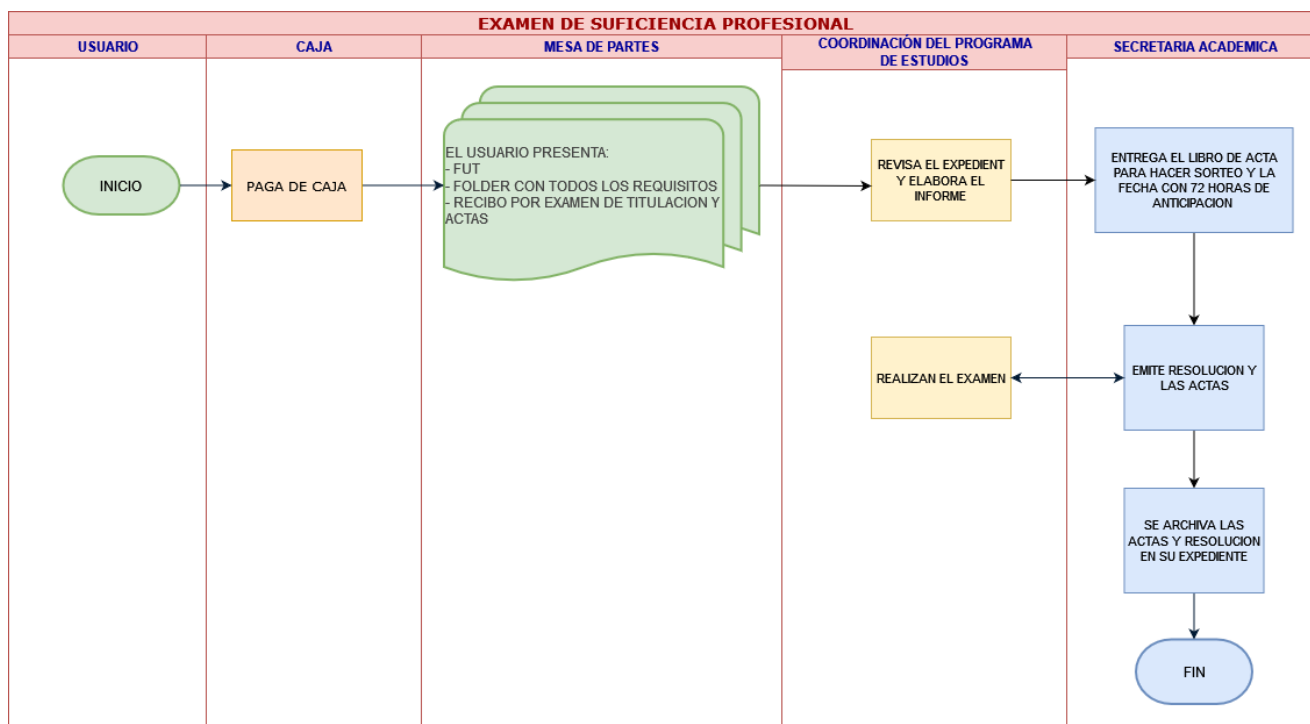 EXAMEN DE SUFICIENCIA PROFESIONAL
USUARIO
CAJA
MESA DE PARTES
COORDINACIÓN DEL PROGRAMA
DE ESTUDIOS
SECRETARIA ACADEMICA
INICIO
PAGA DE CAJA
EL USUARIO PRESENTA:
- FUT
- FOLDER CON TODOS LOS REQUISITOS
- RECIBO POR EXAMEN DE TITULACION Y
ACTAS
REVISA EL EXPEDIENT
Y ELABORA EL
INFORME
ENTREGA EL LIBRO DE ACTA
PARA HACER SORTEO Y LA
FECHA CON 72 HORAS DE
ANTICIPACION
REALIZAN EL EXAMEN
EMITE RESOLUCION Y
LAS ACTAS
SE ARCHIVA LAS
ACTAS Y RESOLUCION
EN SU EXPEDIENTE
FIN